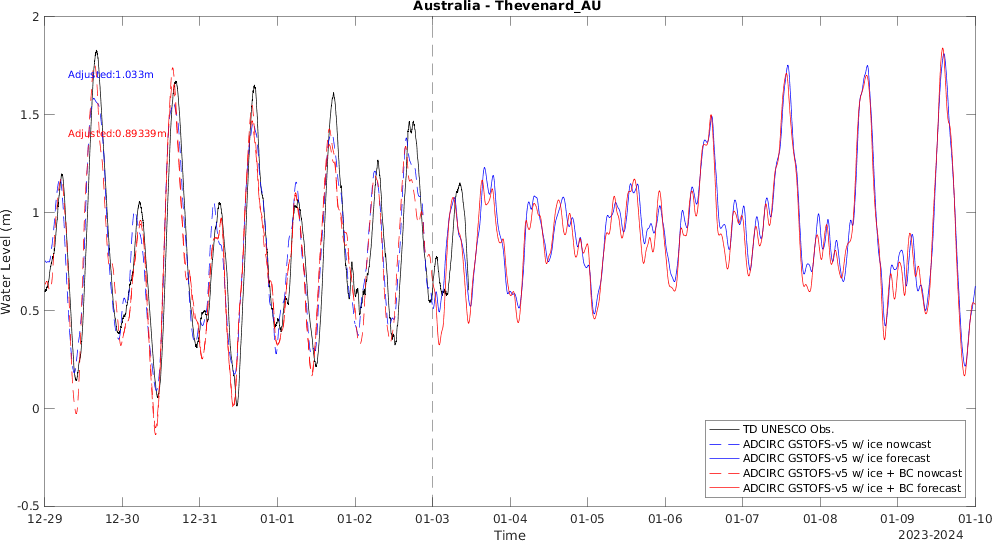 Australia - Thevenard_AU
Adjusted:1.033m
Adjusted:0.89339m
Water Level (m)
2
1.5
1
0.5
0
-0.5
12-29 12-30 12-31 01-01 01-02 01-03 01-04 01-05 01-06 01-07 01-08 01-09 01-10
Time
2023-2024
TD UNESCO Obs.
ADCIRC GSTOFS-v5 w/ ice nowcast
ADCIRC GSTOFS-v5 w/ ice forecast
ADCIRC GSTOFS-v5 w/ ice + BC nowcast
ADCIRC GSTOFS-v5 w/ ice + BC forecast